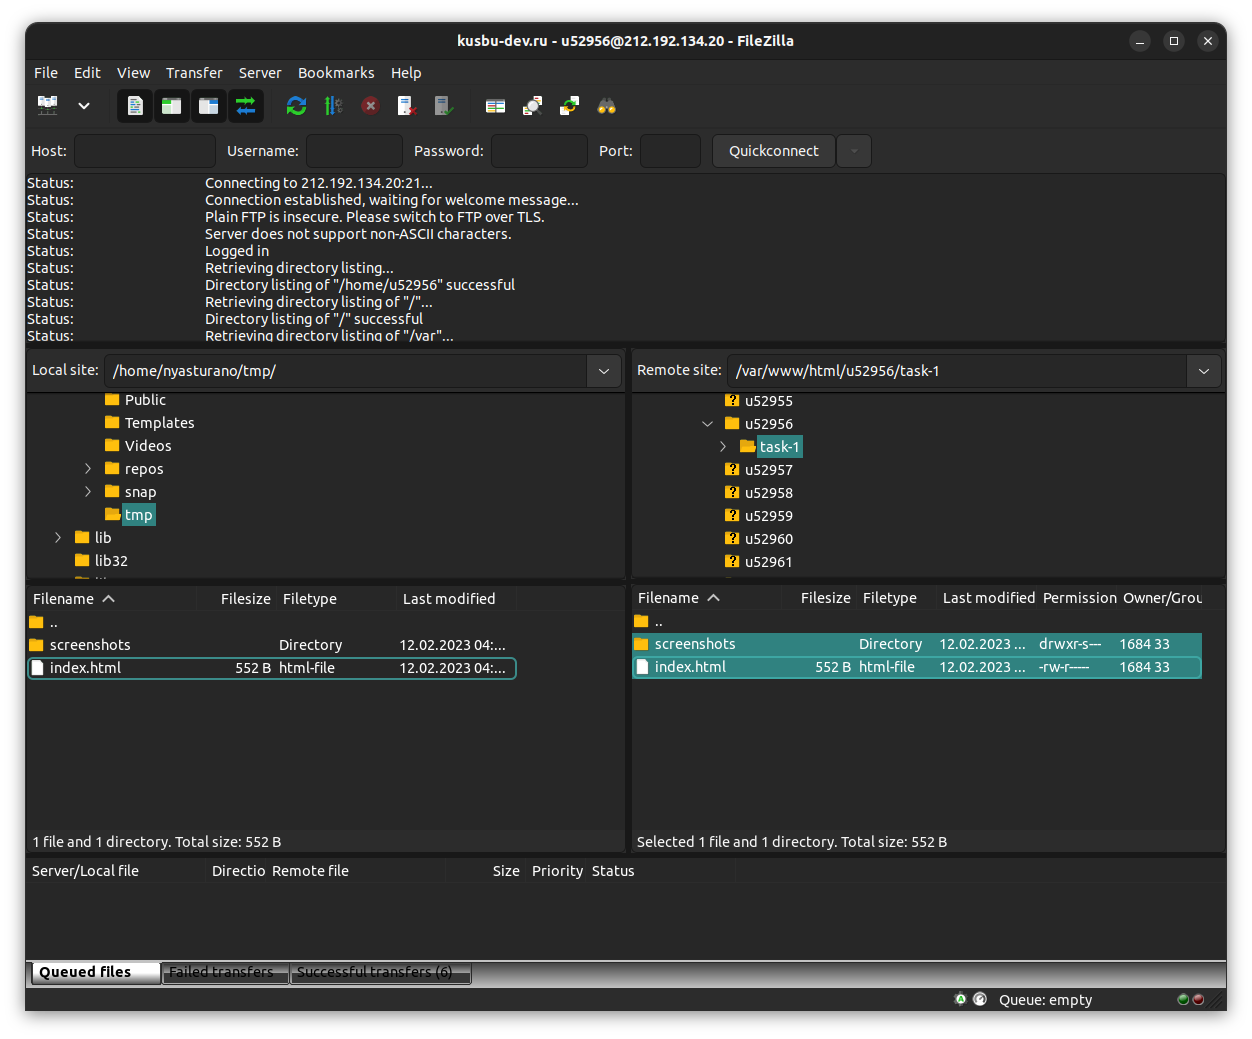 kusbu-dev.ru - u52956@212.192.134.20 - FileZilla
File Edit View Transfer Server Bookmarks Help
Host: Username: Password: Port: Quickconnect
Status: Connecting to 212.192.134.20:21...
Status: Connection established, waiting for welcome message...
Status: Plain FTP is insecure. Please switch to FTP over TLS.
Status: Server does not support non-ASCII characters.
Status: Logged in
Status: Retrieving directory listing...
Status: Directory listing of "/home/u52956" successful
Status: Retrieving directory listing of "/"...
Status: Directory listing of "/" successful
Status: Retrieving directory listing of "/var"...
Local site: /home/nyasturano/tmp/
Public
Templates
Videos
repos
snap
tmp
lib
lib32
Filename Filesize Filetype Last modified
..
screenshots Directory 12.02.2023 04:...
index.html 552 B html-file 12.02.2023 04:...
1 file and 1 directory. Total size: 552 B
Remote site: /var/www/html/u52956/task-1
u52955
u52956
task-1
u52957
u52958
u52959
u52960
u52961
Filename Filesize Filetype Last modified Permission Owner/Grou
..
screenshots Directory 12.02.2023 ... drwxr-s--- 1684 33
index.html 552 B html-file 12.02.2023 ... -rw-r----- 1684 33
Selected 1 file and 1 directory. Total size: 552 B
Server/Local file Directio Remote file Size Priority Status
Queued files Failed transfers Successful transfers (6)
Queue: empty